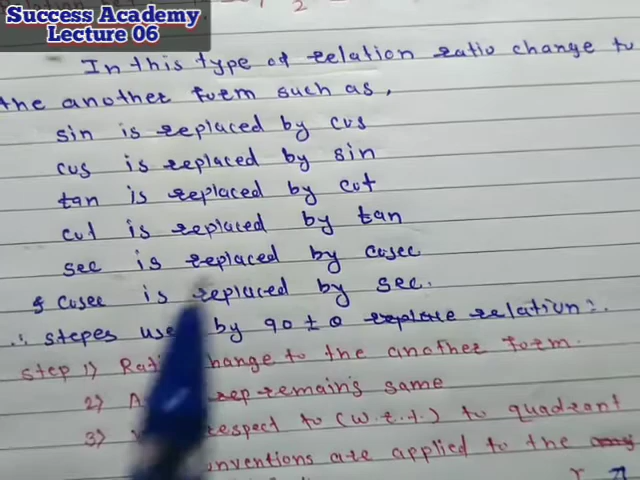 Success Academy
Lecture 06
In this type of relation ratio change to
the another form such as,
sin is replaced by cos
cos is replaced by sin
tan is replaced by cot
cot is replaced by tan
sec is replaced by cosec
& cosec is replaced by sec.
∴ stepes use by 90 ± θ relation :.
step 1) change to the another form.
2) remains same
3) respect to (w.r.t.) to quadrant
conventions are applied to the